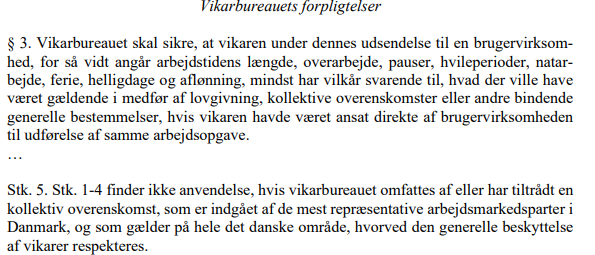 Vikarbureauets forpligtelser
§ 3. Vikarbureauet skal sikre, at vikaren under dennes udsendelse til en brugervirksom-
hed, for så vidt angår arbejdstidens længde, overarbejde, pauser, hvileperioder, natar-
bejde, ferie, helligdage og aflønning, mindst har vilkår svarende til, hvad der ville have
været gældende i medfør af lovgivning, kollektive overenskomster eller andre bindende
generelle bestemmelser, hvis vikaren havde været ansat direkte af brugervirksomheden
til udførelse af samme arbejdsopgave.
…
Stk. 5. Stk. 1-4 finder ikke anvendelse, hvis vikarbureauet omfattes af eller har tiltrådt en
kollektiv overenskomst, som er indgået af de mest repræsentative arbejdsmarkedsparter i
Danmark, og som gælder på hele det danske område, hvorved den generelle beskyttelse
af vikarer respekteres.